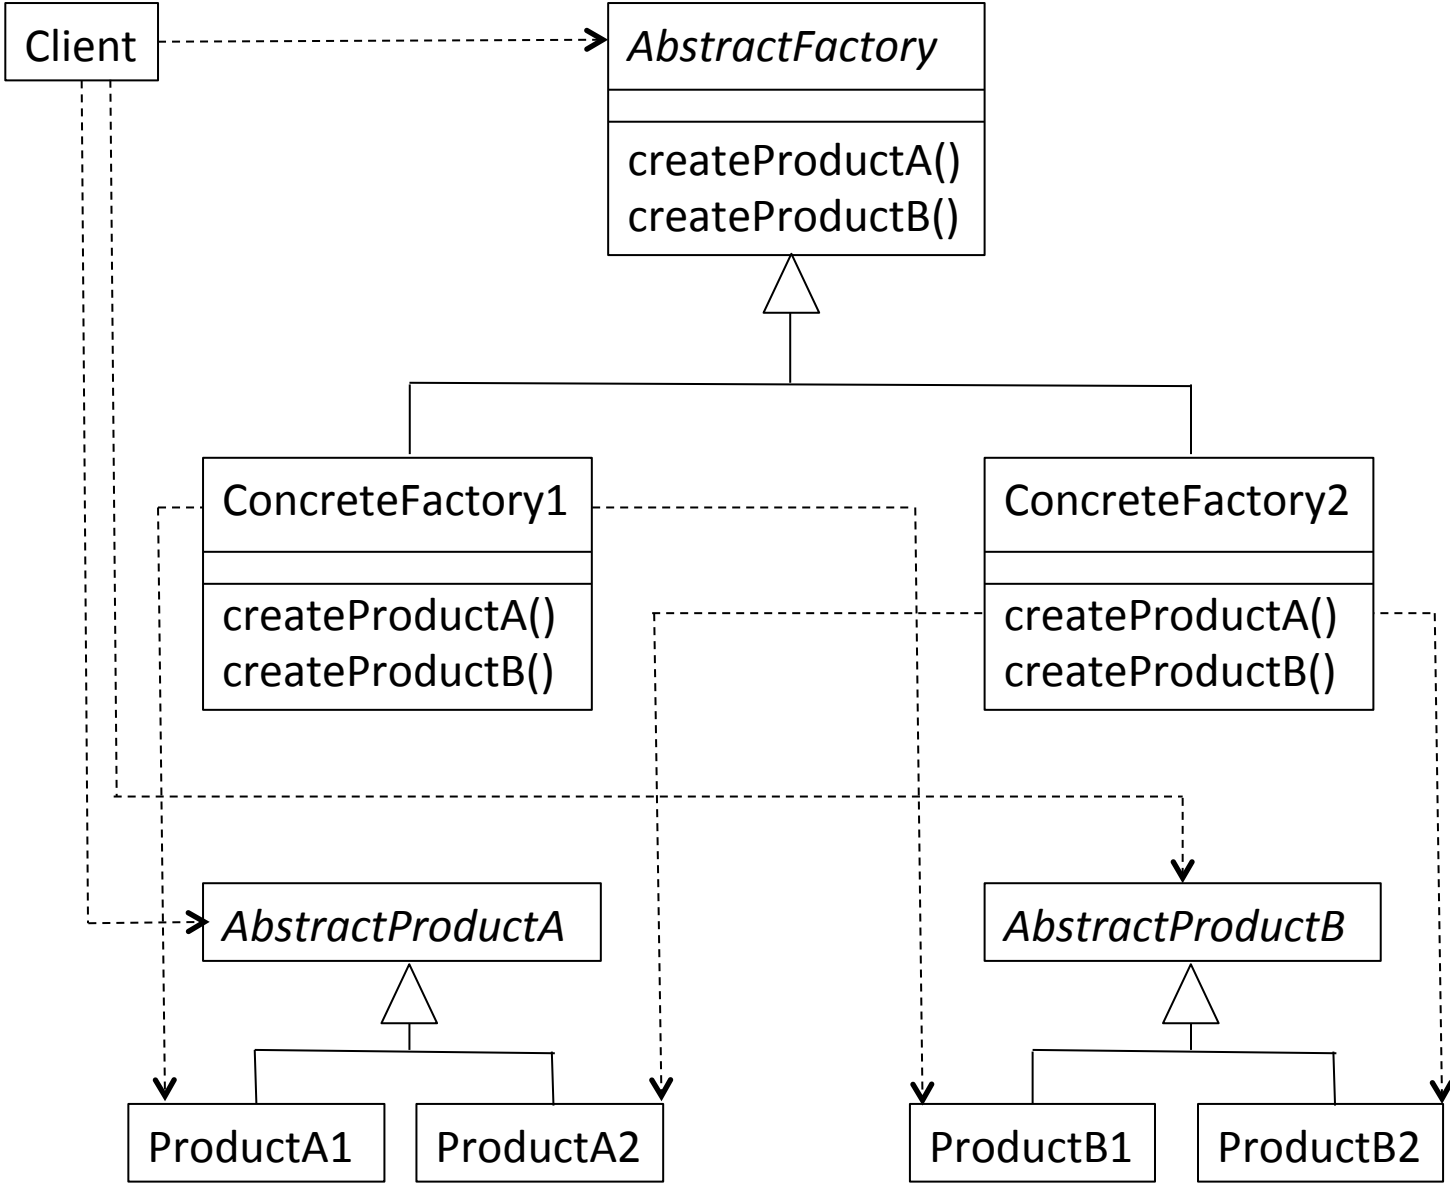 Client
AbstractFactory
createProductA()
createProductB()
ConcreteFactory1
createProductA()
createProductB()
ConcreteFactory2
createProductA()
createProductB()
AbstractProductA
AbstractProductB
ProductA1
ProductA2
ProductB1
ProductB2